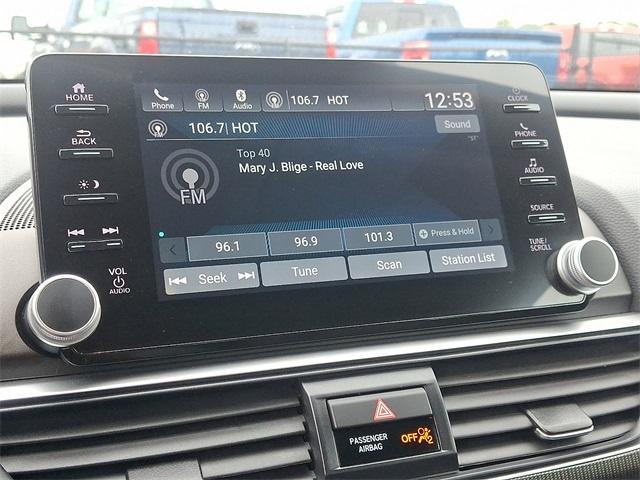 HOME
BACK
VOL
AUDIO
Phone
FM
Audio
106.7 HOT
12:53
FM
106.7| HOT
Sound
FM
Top 40
Mary J. Blige - Real Love
96.1
96.9
101.3
Press & Hold
Seek
Tune
Scan
Station List
CLOCK
PHONE
AUDIO
SOURCE
TUNE/
SCROLL
PASSENGER
AIRBAG
OFF
2